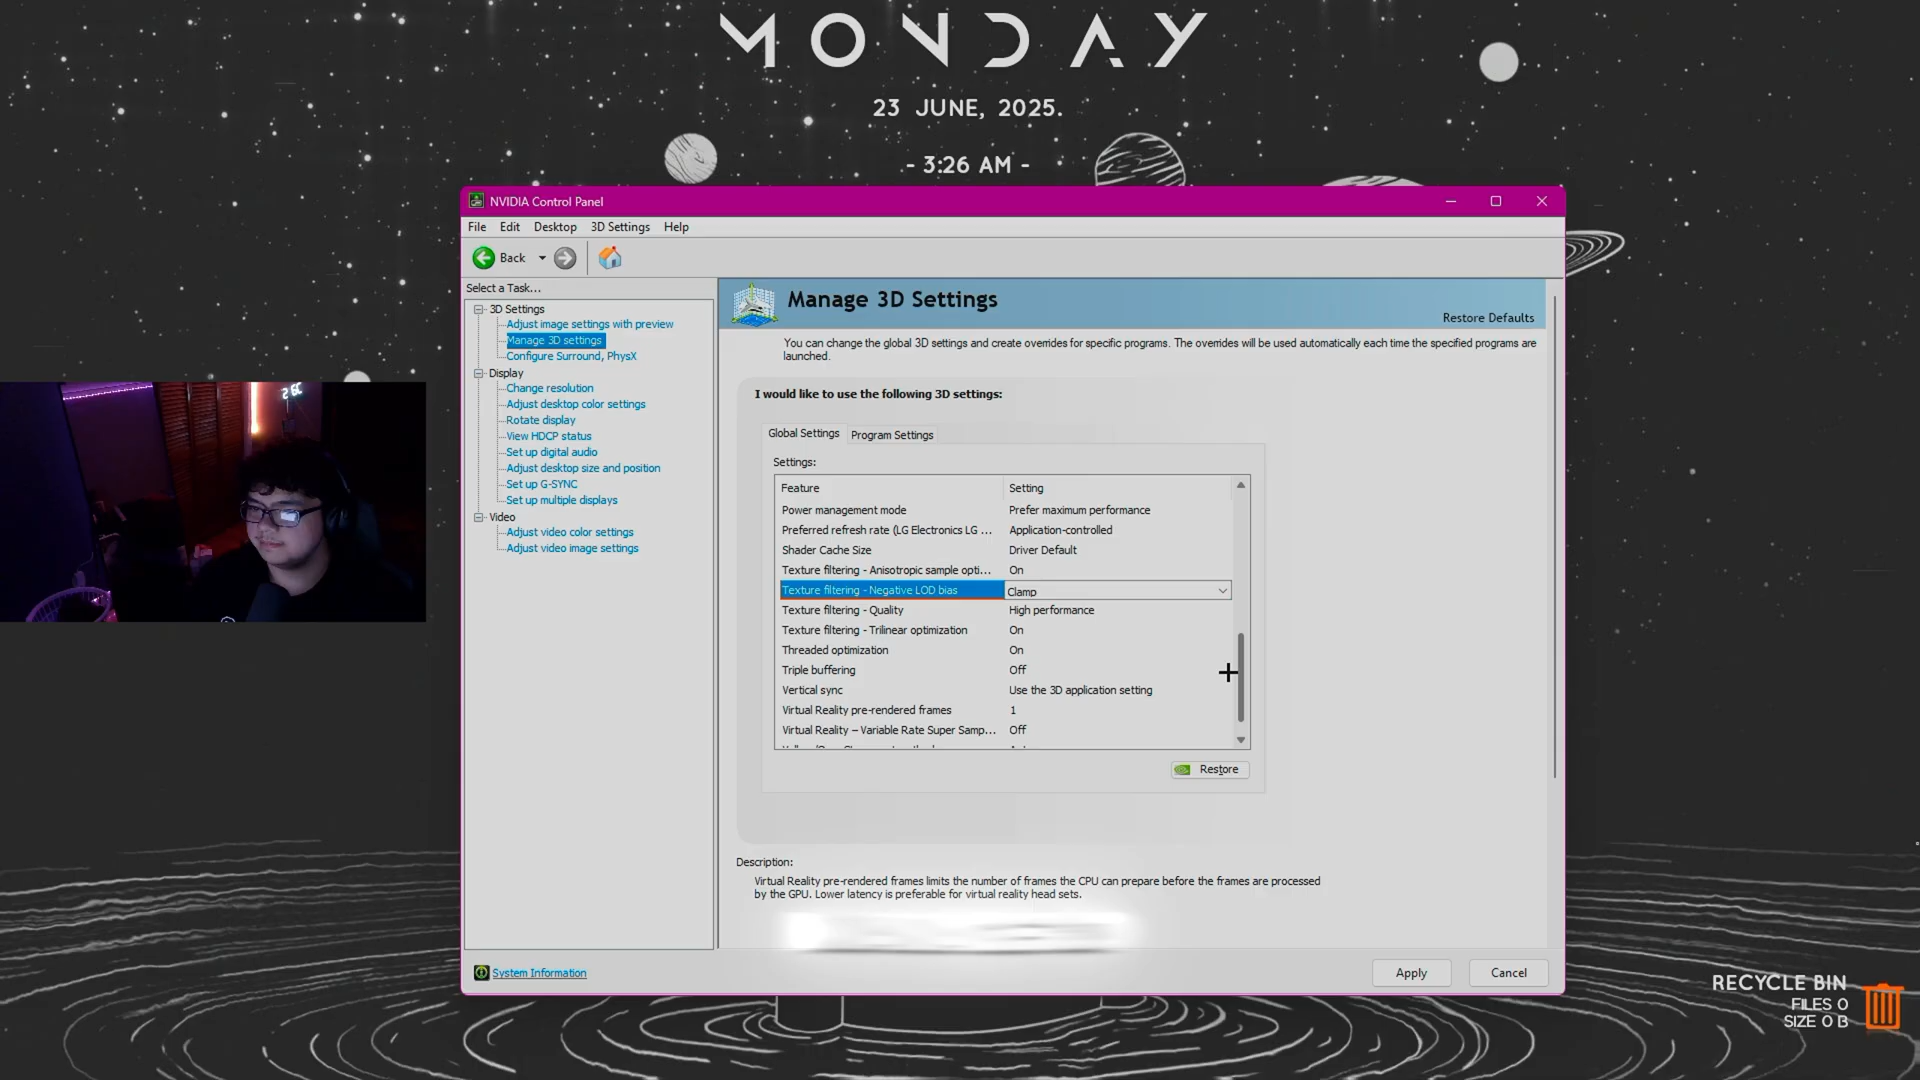 MONDAY
23 JUNE, 2025.
- 3:26 AM -
NVIDIA Control Panel
File Edit Desktop 3D Settings Help
Back
Select a Task...
3D Settings
Adjust image settings with preview
Manage 3D settings
Configure Surround, PhysX
Display
Change resolution
Adjust desktop color settings
Rotate display
View HDCP status
Set up digital audio
Adjust desktop size and position
Set up G-SYNC
Set up multiple displays
Video
Adjust video color settings
Adjust video image settings
System Information
Manage 3D Settings
Restore Defaults
You can change the global 3D settings and create overrides for specific programs. The overrides will be used automatically each time the specified programs are
launched.
I would like to use the following 3D settings:
Global Settings Program Settings
Settings:
Feature Setting
Power management mode Prefer maximum performance
Preferred refresh rate (LG Electronics LG ... Application-controlled
Shader Cache Size Driver Default
Texture filtering - Anisotropic sample opti... On
Texture filtering - Negative LOD bias Clamp
Texture filtering - Quality High performance
Texture filtering - Trilinear optimization On
Threaded optimization On
Triple buffering Off
Vertical sync Use the 3D application setting
Virtual Reality pre-rendered frames 1
Virtual Reality – Variable Rate Super Samp... Off
Restore
Description:
Virtual Reality pre-rendered frames limits the number of frames the CPU can prepare before the frames are processed
by the GPU. Lower latency is preferable for virtual reality head sets.
Apply Cancel
RECYCLE BIN
FILES 0
SIZE 0 B